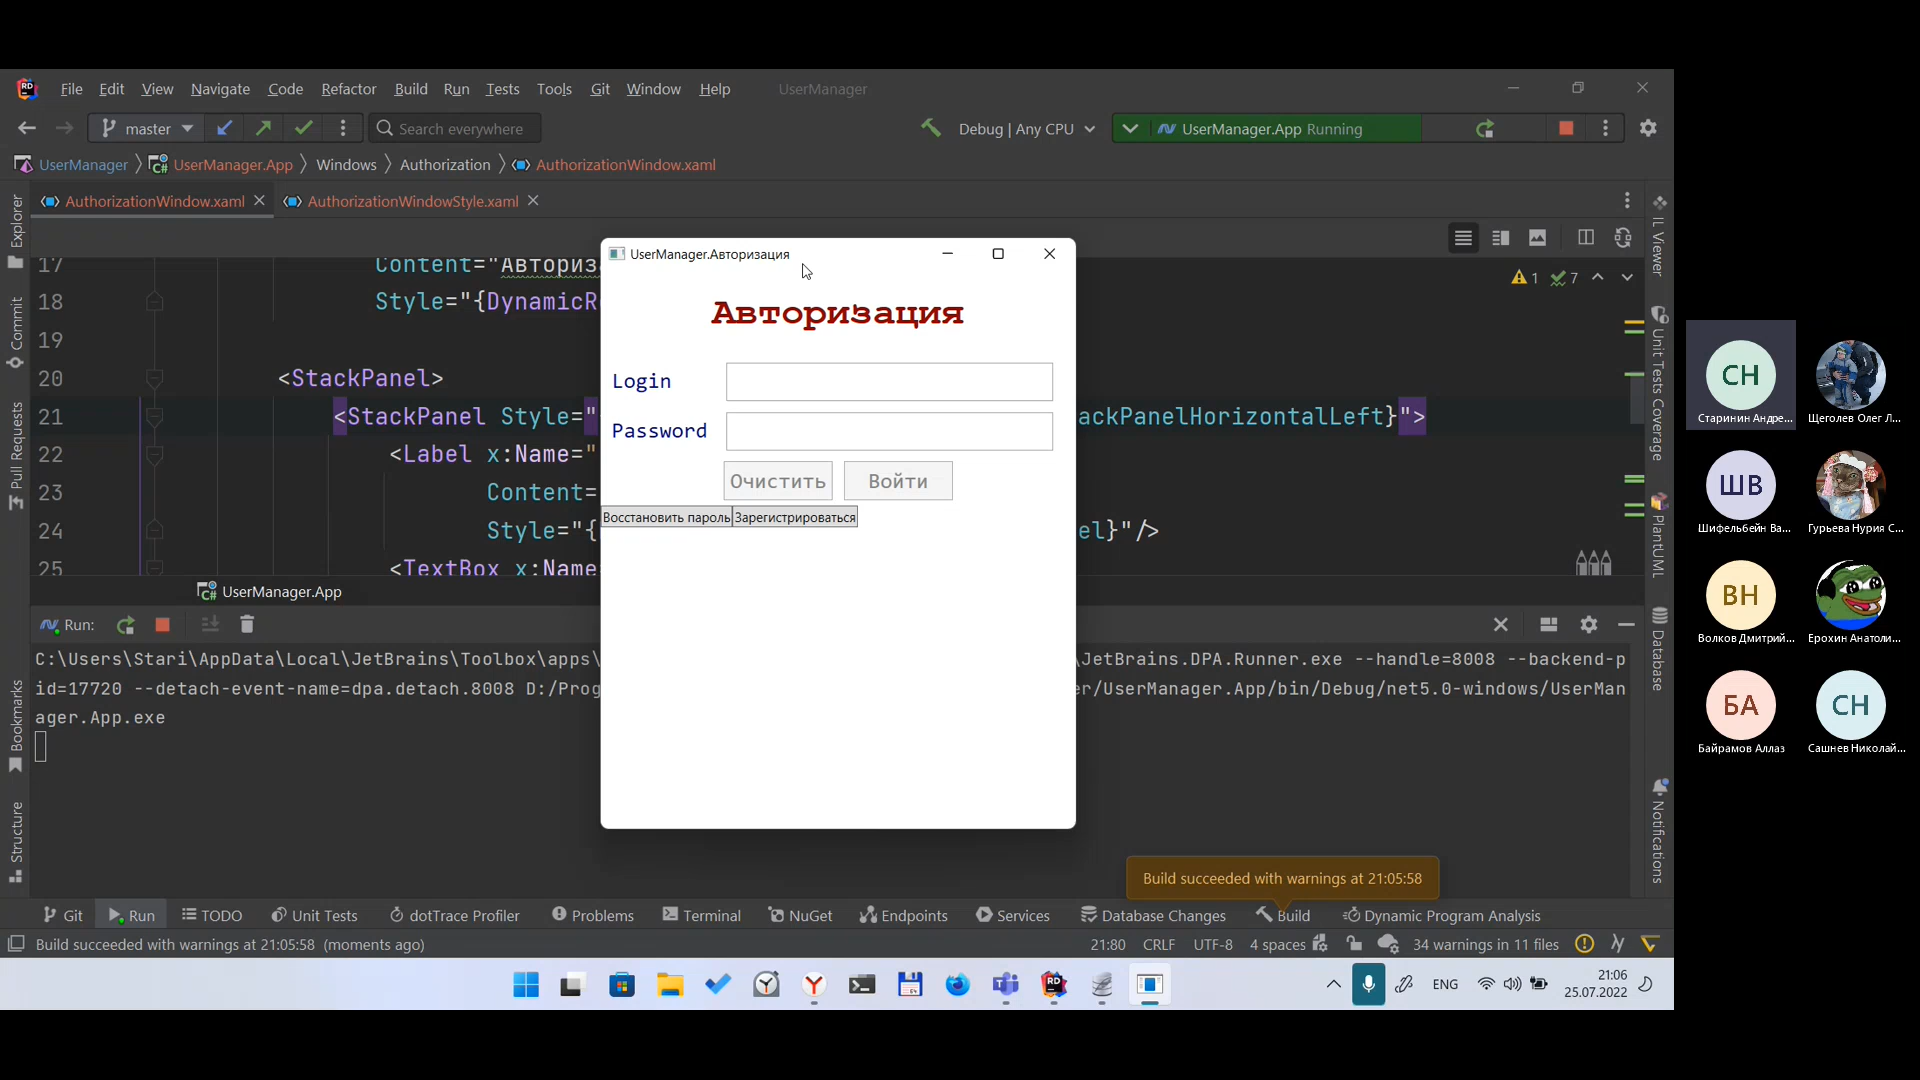 File Edit View Navigate Code Refactor Build Run Tests Tools Git Window Help UserManager
master Search everywhere Debug | Any CPU UserManager.App Running
UserManager UserManager.App Windows Authorization AuthorizationWindow.xaml
AuthorizationWindow.xaml AuthorizationWindowStyle.xaml
Explorer
Commit
Pull Requests
Bookmarks
Structure
17 Content="Авториз
18 Style="{DynamicR
19
20 <StackPanel>
21 <StackPanel Style=" ackPanelHorizontalLeft}">
22 <Label x:Name="
23 Content=
24 Style="{ el}"/>
25 <TextBox x:Name
1 7
IL Viewer
Unit Tests Coverage
PlantUML
Database
Notifications
UserManager.Авторизация
Авторизация
Login
Password
Очистить Войти
Восстановить пароль Зарегистрироваться
UserManager.App
Run:
C:\Users\Stari\AppData\Local\JetBrains\Toolbox\apps\ \JetBrains.DPA.Runner.exe --handle=8008 --backend-p
id=17720 --detach-event-name=dpa.detach.8008 D:/Prog er/UserManager.App/bin/Debug/net5.0-windows/UserMan
ager.App.exe
Build succeeded with warnings at 21:05:58
Git Run TODO Unit Tests dotTrace Profiler Problems Terminal NuGet Endpoints Services Database Changes Build Dynamic Program Analysis
Build succeeded with warnings at 21:05:58 (moments ago) 21:80 CRLF UTF-8 4 spaces 34 warnings in 11 files
ENG 21:06
25.07.2022
СН
Старинин Андре... Щеголев Олег Л...
ШВ
Шифельбейн Ва... Гурьева Нурия С...
ВН
Волков Дмитрий... Ерохин Анатоли...
БА СН
Байрамов Аллаз Сашнев Николай...